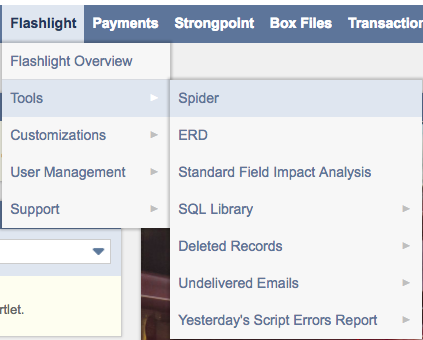 Flashlight Payments Strongpoint Box Files Transaction
Flashlight Overview
Tools
Customizations
User Management
Support
Spider
ERD
Standard Field Impact Analysis
SQL Library
Deleted Records
Undelivered Emails
Yesterday's Script Errors Report
rtlet.